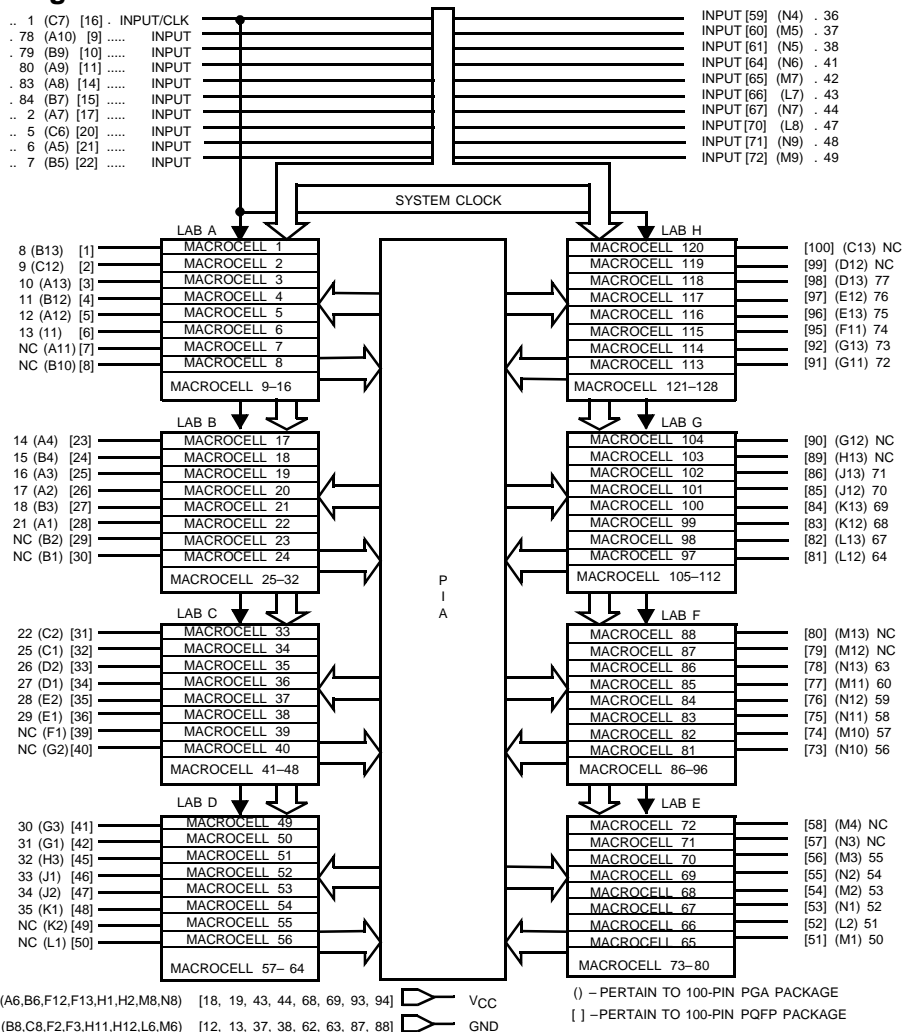 .. 1 (C7) [16] . INPUT/CLK
. 78 (A10) [9] ..... INPUT
. 79 (B9) [10] ..... INPUT
80 (A9) [11] ..... INPUT
. 83 (A8) [14] ..... INPUT
. 84 (B7) [15] ..... INPUT
.. 2 (A7) [17] ..... INPUT
.. 5 (C6) [20] ..... INPUT
.. 6 (A5) [21] ..... INPUT
.. 7 (B5) [22] ..... INPUT
INPUT [59] (N4) . 36
INPUT [60] (M5) . 37
INPUT [61] (N5) . 38
INPUT [64] (N6) . 41
INPUT [65] (M7) . 42
INPUT [66] (L7) . 43
INPUT [67] (N7) . 44
INPUT [70] (L8) . 47
INPUT [71] (N9) . 48
INPUT [72] (M9) . 49
SYSTEM CLOCK
LAB A
8 (B13) [1] MACROCELL 1
9 (C12) [2] MACROCELL 2
10 (A13) [3] MACROCELL 3
11 (B12) [4] MACROCELL 4
12 (A12) [5] MACROCELL 5
13 (11) [6] MACROCELL 6
NC (A11) [7] MACROCELL 7
NC (B10) [8] MACROCELL 8
MACROCELL 9–16
LAB H
MACROCELL 120 [100] (C13) NC
MACROCELL 119 [99] (D12) NC
MACROCELL 118 [98] (D13) 77
MACROCELL 117 [97] (E12) 76
MACROCELL 116 [96] (E13) 75
MACROCELL 115 [95] (F11) 74
MACROCELL 114 [92] (G13) 73
MACROCELL 113 [91] (G11) 72
MACROCELL 121–128
LAB B
14 (A4) [23] MACROCELL 17
15 (B4) [24] MACROCELL 18
16 (A3) [25] MACROCELL 19
17 (A2) [26] MACROCELL 20
18 (B3) [27] MACROCELL 21
21 (A1) [28] MACROCELL 22
NC (B2) [29] MACROCELL 23
NC (B1) [30] MACROCELL 24
MACROCELL 25–32
LAB G
MACROCELL 104 [90] (G12) NC
MACROCELL 103 [89] (H13) NC
MACROCELL 102 [86] (J13) 71
MACROCELL 101 [85] (J12) 70
MACROCELL 100 [84] (K13) 69
MACROCELL 99 [83] (K12) 68
MACROCELL 98 [82] (L13) 67
MACROCELL 97 [81] (L12) 64
MACROCELL 105–112
P
I
A
LAB C
22 (C2) [31] MACROCELL 33
25 (C1) [32] MACROCELL 34
26 (D2) [33] MACROCELL 35
27 (D1) [34] MACROCELL 36
28 (E2) [35] MACROCELL 37
29 (E1) [36] MACROCELL 38
NC (F1) [39] MACROCELL 39
NC (G2) [40] MACROCELL 40
MACROCELL 41–48
LAB F
MACROCELL 88 [80] (M13) NC
MACROCELL 87 [79] (M12) NC
MACROCELL 86 [78] (N13) 63
MACROCELL 85 [77] (M11) 60
MACROCELL 84 [76] (N12) 59
MACROCELL 83 [75] (N11) 58
MACROCELL 82 [74] (M10) 57
MACROCELL 81 [73] (N10) 56
MACROCELL 86–96
LAB D
30 (G3) [41] MACROCELL 49
31 (G1) [42] MACROCELL 50
32 (H3) [45] MACROCELL 51
33 (J1) [46] MACROCELL 52
34 (J2) [47] MACROCELL 53
35 (K1) [48] MACROCELL 54
NC (K2) [49] MACROCELL 55
NC (L1) [50] MACROCELL 56
MACROCELL 57– 64
LAB E
MACROCELL 72 [58] (M4) NC
MACROCELL 71 [57] (N3) NC
MACROCELL 70 [56] (M3) 55
MACROCELL 69 [55] (N2) 54
MACROCELL 68 [54] (M2) 53
MACROCELL 67 [53] (N1) 52
MACROCELL 66 [52] (L2) 51
MACROCELL 65 [51] (M1) 50
MACROCELL 73–80
(A6,B6,F12,F13,H1,H2,M8,N8) [18, 19, 43, 44, 68, 69, 93, 94] VCC
(B8,C8,F2,F3,H11,H12,L6,M6) [12, 13, 37, 38, 62, 63, 87, 88] GND
() – PERTAIN TO 100-PIN PGA PACKAGE
[ ] –PERTAIN TO 100-PIN PQFP PACKAGE